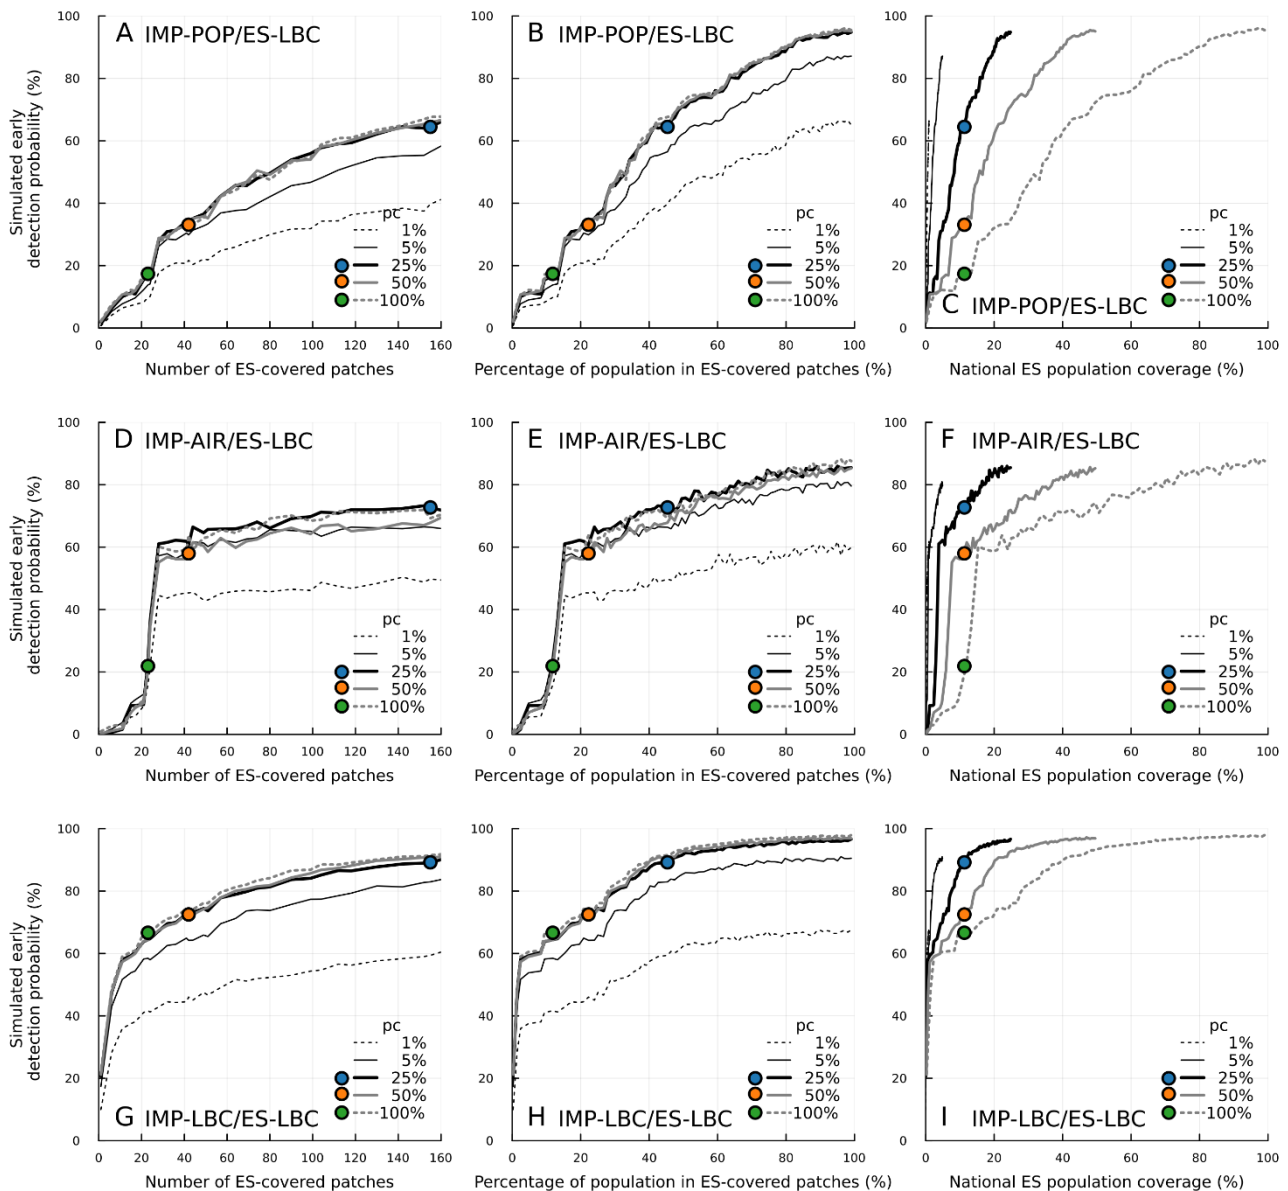 A IMP-POP/ES-LBC
Simulated early
detection probability (%)
100
80
60
40
20
0
0 20 40 60 80 100 120 140 160
Number of ES-covered patches
pc
1%
5%
25%
50%
100%
B IMP-POP/ES-LBC
100
80
60
40
20
0
0 20 40 60 80 100
Percentage of population in ES-covered patches (%)
pc
1%
5%
25%
50%
100%
C IMP-POP/ES-LBC
100
80
60
40
20
0
0 20 40 60 80 100
National ES population coverage (%)
pc
1%
5%
25%
50%
100%
D IMP-AIR/ES-LBC
Simulated early
detection probability (%)
100
80
60
40
20
0
0 20 40 60 80 100 120 140 160
Number of ES-covered patches
pc
1%
5%
25%
50%
100%
E IMP-AIR/ES-LBC
100
80
60
40
20
0
0 20 40 60 80 100
Percentage of population in ES-covered patches (%)
pc
1%
5%
25%
50%
100%
F IMP-AIR/ES-LBC
100
80
60
40
20
0
0 20 40 60 80 100
National ES population coverage (%)
pc
1%
5%
25%
50%
100%
G IMP-LBC/ES-LBC
Simulated early
detection probability (%)
100
80
60
40
20
0
0 20 40 60 80 100 120 140 160
Number of ES-covered patches
pc
1%
5%
25%
50%
100%
H IMP-LBC/ES-LBC
100
80
60
40
20
0
0 20 40 60 80 100
Percentage of population in ES-covered patches (%)
pc
1%
5%
25%
50%
100%
I IMP-LBC/ES-LBC
100
80
60
40
20
0
0 20 40 60 80 100
National ES population coverage (%)
pc
1%
5%
25%
50%
100%